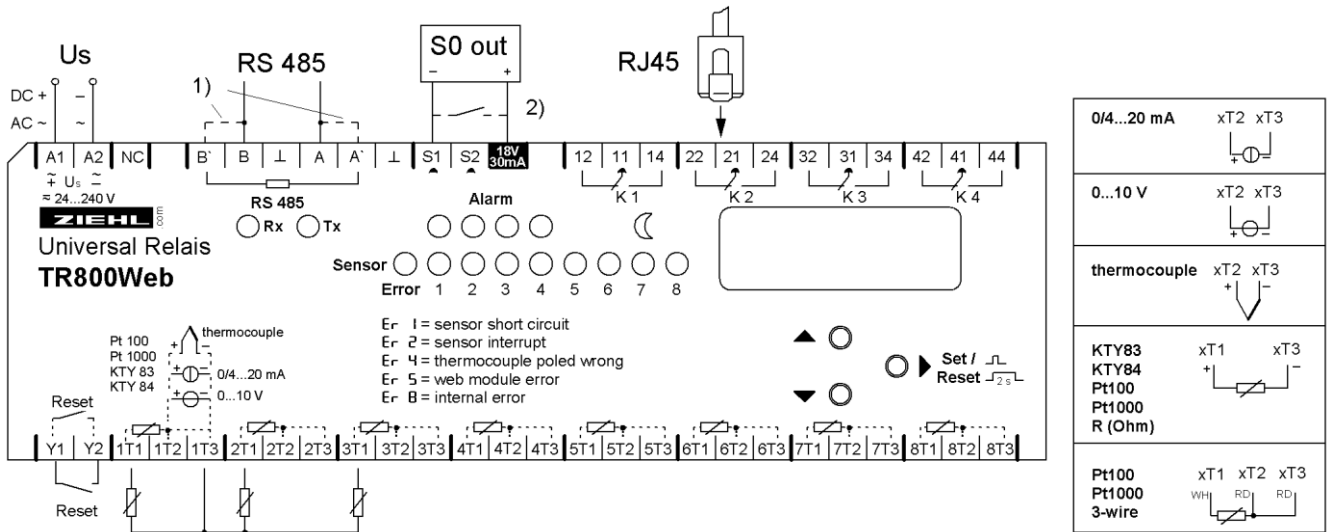 Us
DC + –
AC ~ ~
RS 485
1)
S0 out
– +
2)
RJ45
A1 A2 NC
B` B ⊥ A A` ⊥
S1 S2 18V 30mA
12 11 14
22 21 24
32 31 34
42 41 44
K 1
K 2
K 3
K 4
+ Us –
≂ 24...240 V
RS 485
Rx Tx
Alarm
ZIEHL.com
Universal Relais
TR800Web
Sensor
Error 1 2 3 4 5 6 7 8
Er 1 = sensor short circuit
Er 2 = sensor interrupt
Er 4 = thermocouple poled wrong
Er 5 = web module error
Er 8 = internal error
▲
▼
▶ Set /
Reset 2 s
Pt 100
Pt 1000
KTY 83
KTY 84
+ – thermocouple
+ – 0/4...20 mA
+ – 0...10 V
Reset
Y1 Y2
1T1 1T2 1T3
2T1 2T2 2T3
3T1 3T2 3T3
4T1 4T2 4T3
5T1 5T2 5T3
6T1 6T2 6T3
7T1 7T2 7T3
8T1 8T2 8T3
Reset
0/4...20 mA xT2 xT3
+ –
0...10 V xT2 xT3
+ –
thermocouple xT2 xT3
+ –
KTY83 xT1 xT3
KTY84 + –
Pt100
Pt1000
R (Ohm)
Pt100 xT1 xT2 xT3
Pt1000 WH RD RD
3-wire